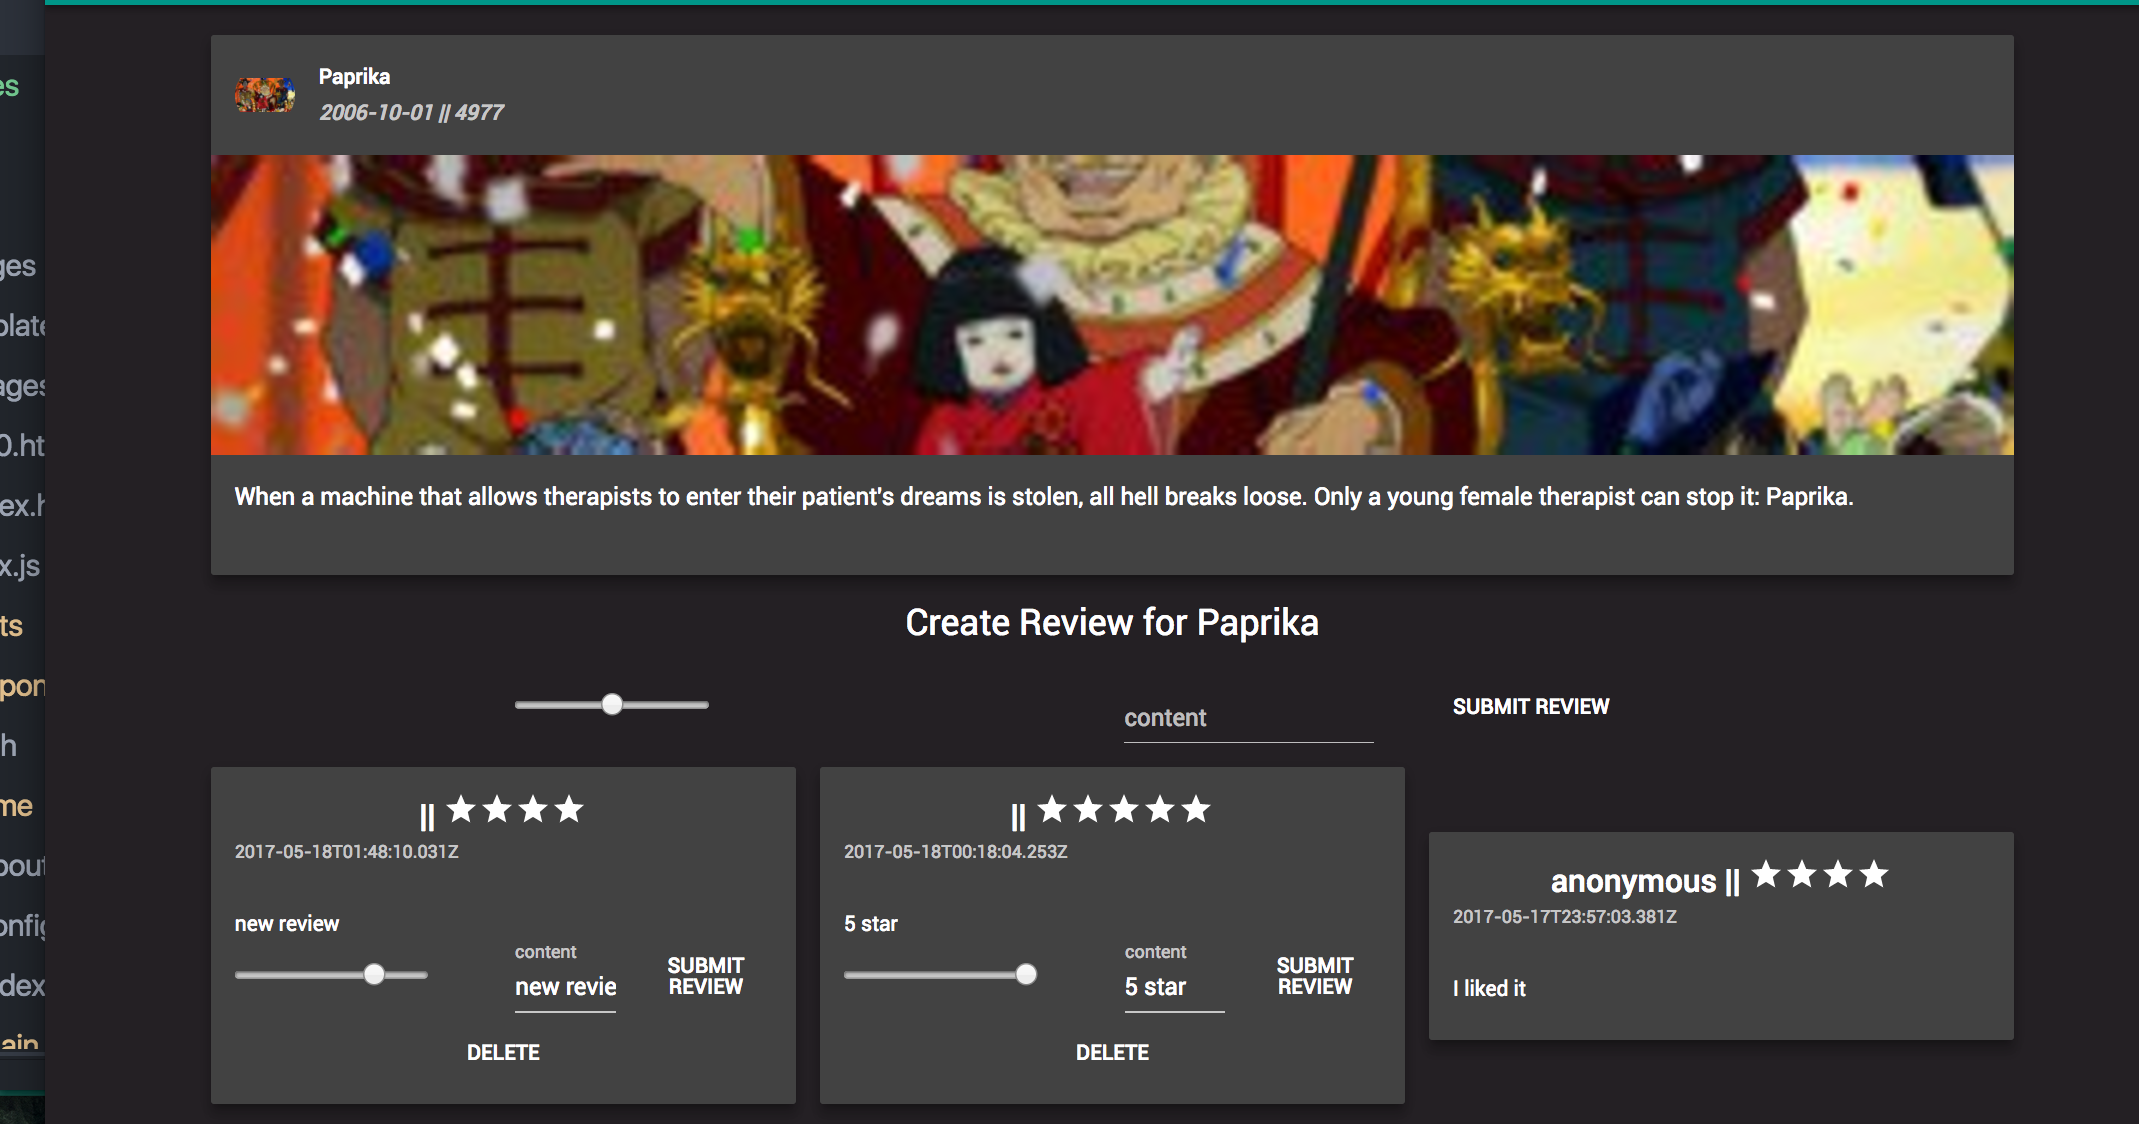 Paprika
2006-10-01 || 4977
When a machine that allows therapists to enter their patient's dreams is stolen, all hell breaks loose. Only a young female therapist can stop it: Paprika.
Create Review for Paprika
content
SUBMIT REVIEW
|| ★★★★
2017-05-18T01:48:10.031Z
new review
content
new revie
SUBMIT
REVIEW
DELETE
|| ★★★★★
2017-05-18T00:18:04.253Z
5 star
content
5 star
SUBMIT
REVIEW
DELETE
anonymous || ★★★★
2017-05-17T23:57:03.381Z
I liked it
es
ges
plate
ages
0.ht
ex.h
x.js
ts
pon
h
me
bout
onfig
dex
ain